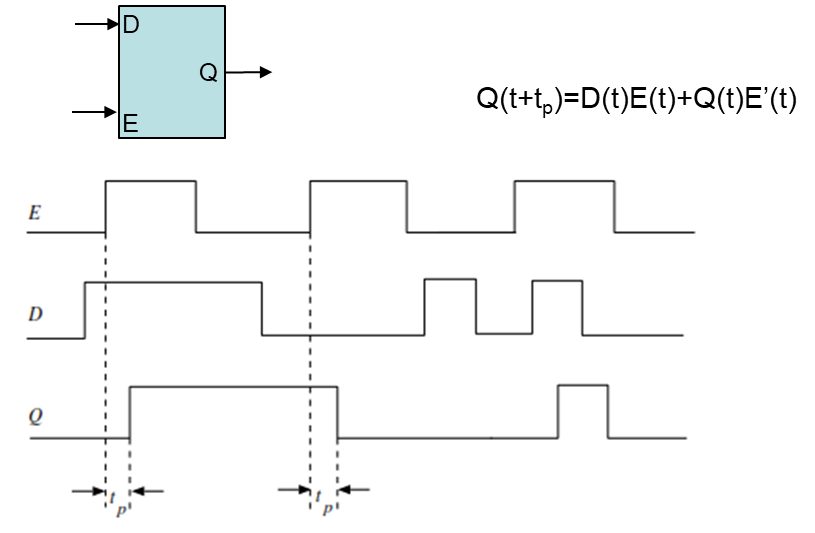 D
Q
E
Q(t+tp)=D(t)E(t)+Q(t)E’(t)
E
D
Q
tp
tp